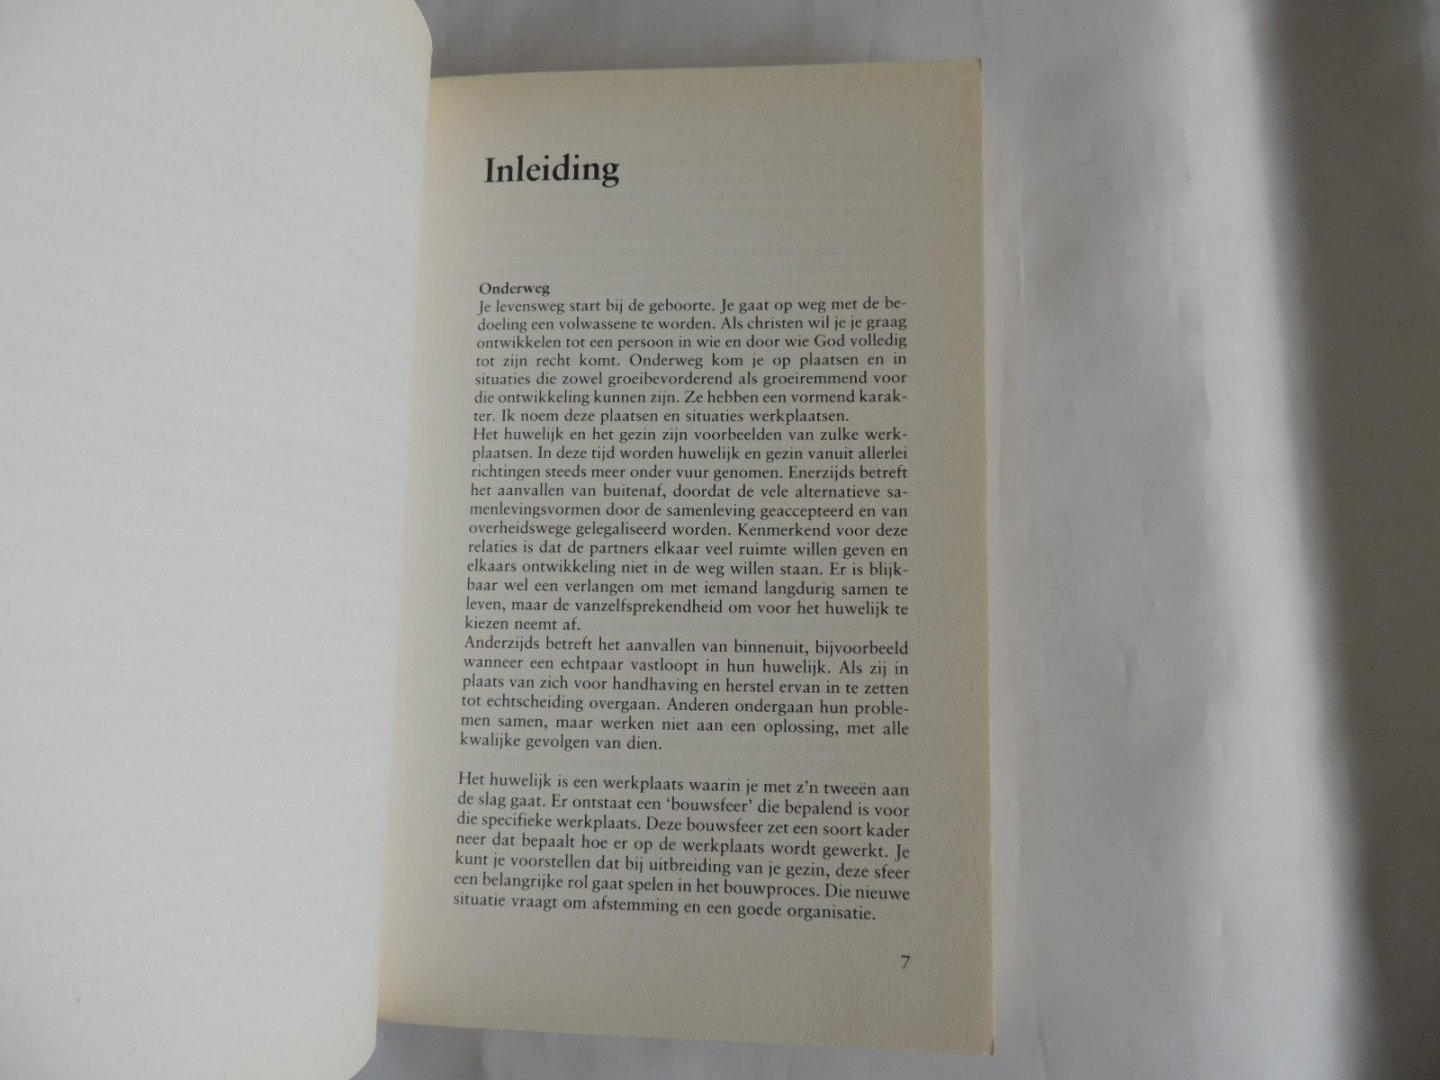 Inleiding
Onderweg
Je levensweg start bij de geboorte. Je gaat op weg met de be-
doeling een volwassene te worden. Als christen wil je je graag
ontwikkelen tot een persoon in wie en door wie God volledig
tot zijn recht komt. Onderweg kom je op plaatsen en in
situaties die zowel groeibevorderend als groeiremmend voor
die ontwikkeling kunnen zijn. Ze hebben een vormend karak-
ter. Ik noem deze plaatsen en situaties werkplaatsen.
Het huwelijk en het gezin zijn voorbeelden van zulke werk-
plaatsen. In deze tijd worden huwelijk en gezin vanuit allerlei
richtingen steeds meer onder vuur genomen. Enerzijds betreft
het aanvallen van buitenaf, doordat de vele alternatieve sa-
menlevingsvormen door de samenleving geaccepteerd en van
overheidswege gelegaliseerd worden. Kenmerkend voor deze
relaties is dat de partners elkaar veel ruimte willen geven en
elkaars ontwikkeling niet in de weg willen staan. Er is blijk-
baar wel een verlangen om met iemand langdurig samen te
leven, maar de vanzelfsprekendheid om voor het huwelijk te
kiezen neemt af.
Anderzijds betreft het aanvallen van binnenuit, bijvoorbeeld
wanneer een echtpaar vastloopt in hun huwelijk. Als zij in
plaats van zich voor handhaving en herstel ervan in te zetten
tot echtscheiding overgaan. Anderen ondergaan hun proble-
men samen, maar werken niet aan een oplossing, met alle
kwalijke gevolgen van dien.
Het huwelijk is een werkplaats waarin je met z'n tweeën aan
de slag gaat. Er ontstaat een ‘bouwsfeer’ die bepalend is voor
die specifieke werkplaats. Deze bouwsfeer zet een soort kader
neer dat bepaalt hoe er op de werkplaats wordt gewerkt. Je
kunt je voorstellen dat bij uitbreiding van je gezin, deze sfeer
een belangrijke rol gaat spelen in het bouwproces. Die nieuwe
situatie vraagt om afstemming en een goede organisatie.
7